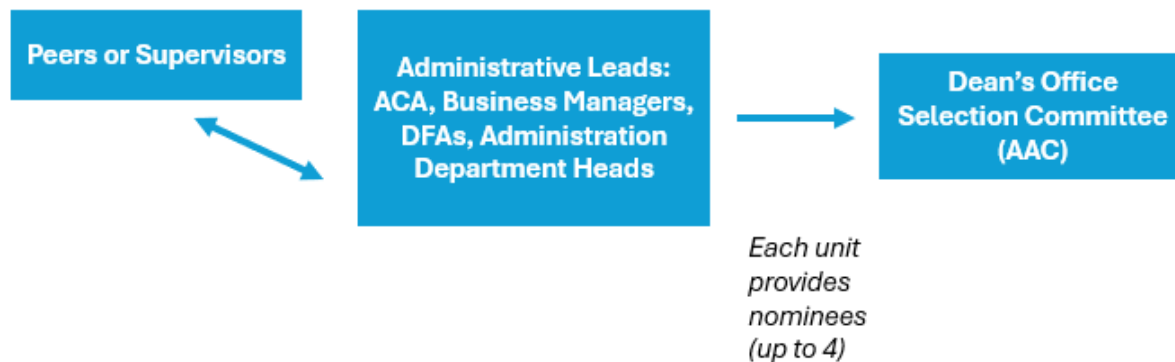 Peers or Supervisors
Administrative Leads:
ACA, Business Managers,
DFAs, Administration
Department Heads
Dean’s Office
Selection Committee
(AAC)
Each unit
provides
nominees
(up to 4)